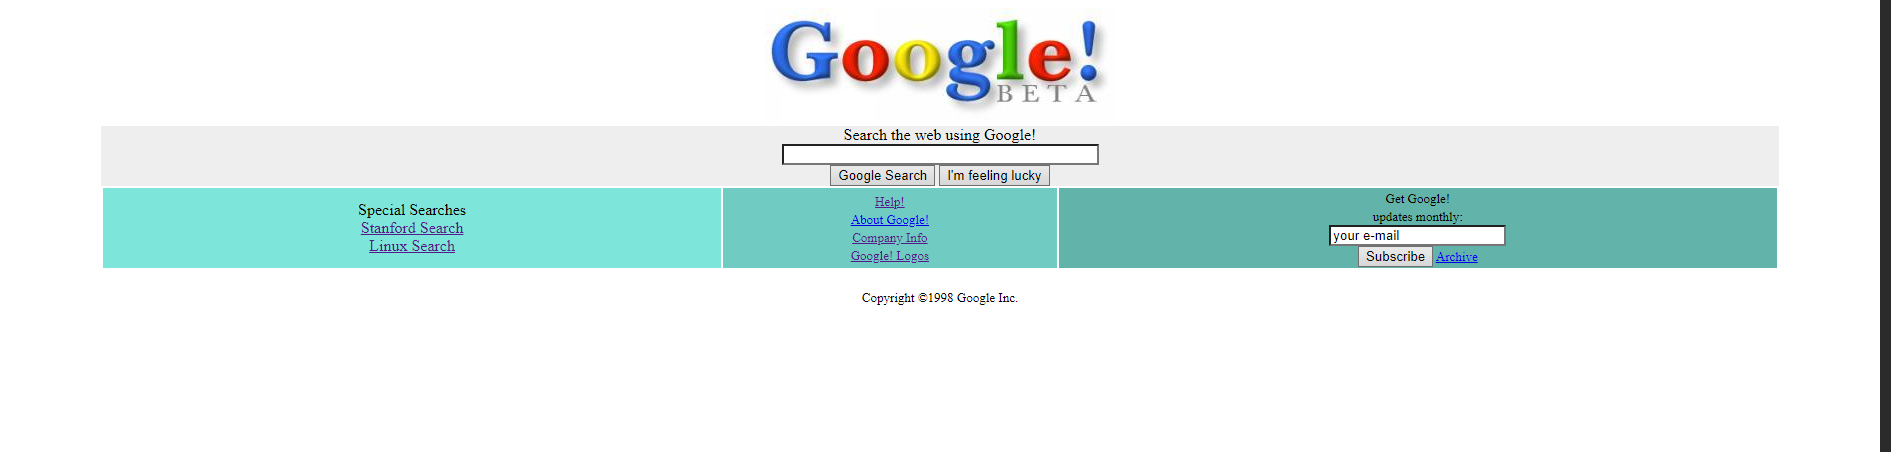 Google!
BETA
Search the web using Google!
Google Search I'm feeling lucky
Special Searches
Stanford Search
Linux Search
Help!
About Google!
Company Info
Google! Logos
Get Google!
updates monthly:
your e-mail
Subscribe Archive
Copyright ©1998 Google Inc.